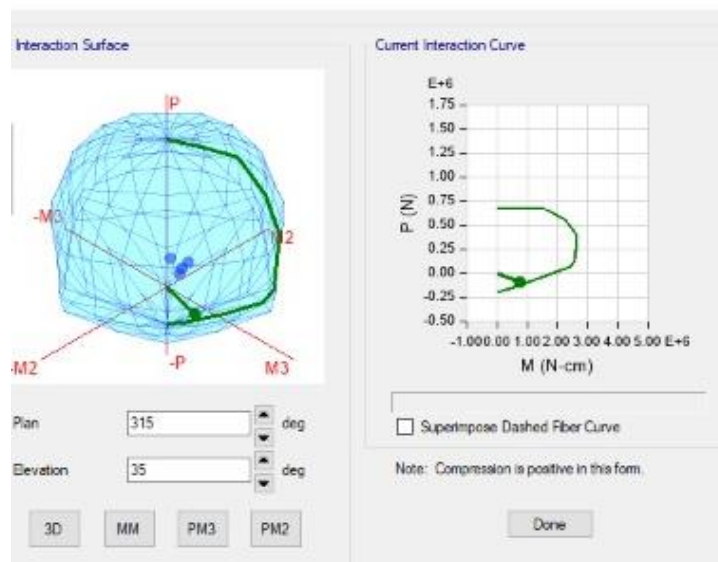 Interaction Surface
P
-M3
M2
-M2
-P
M3
Plan
315
deg
Elevation
35
deg
3D
MM
PM3
PM2
Current Interaction Curve
E+6
1.75
1.50
1.25
1.00
0.75
0.50
0.25
0.00
-0.25
-0.50
P (N)
-1.000.00 1.00 2.00 3.00 4.00 5.00 E+6
M (N-cm)
Superimpose Dashed Fiber Curve
Note: Compression is positive in this form.
Done